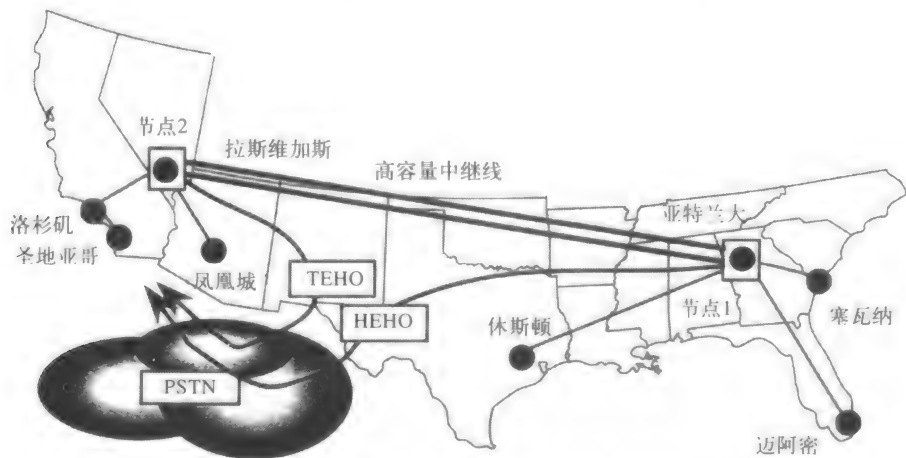 节点2
拉斯维加斯
高容量中继线
亚特兰大
洛杉矶
圣地亚哥
凤凰城
TEHO
HEHO
节点1
塞瓦纳
休斯顿
PSTN
迈阿密